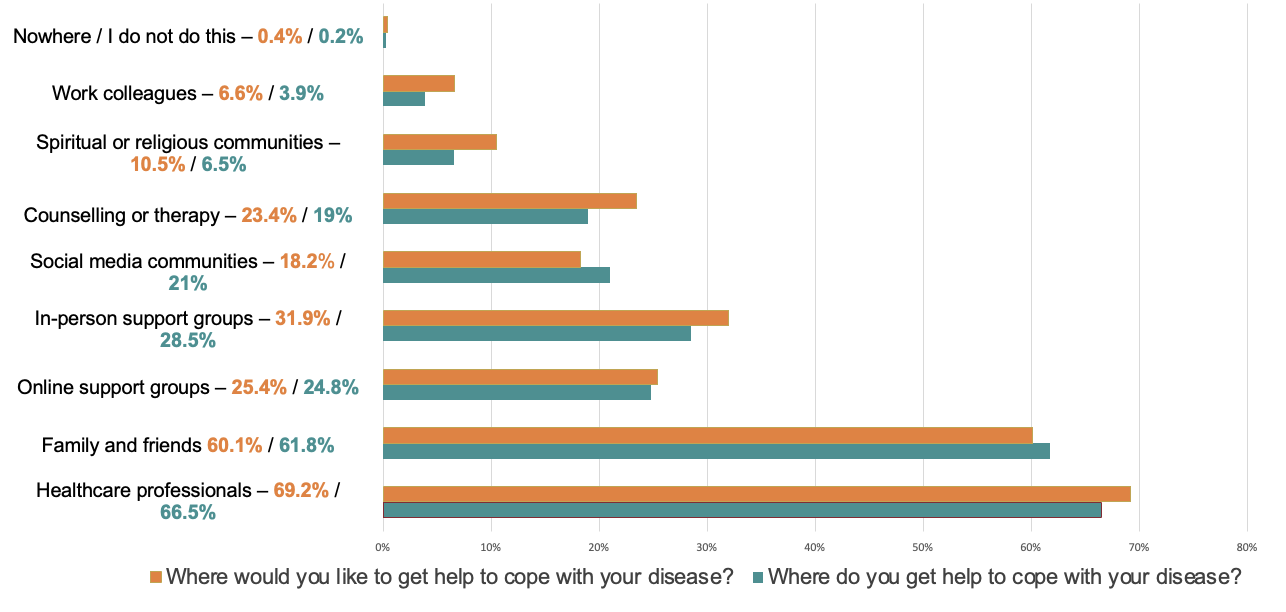 Nowhere / I do not do this – 0.4% / 0.2%
Work colleagues – 6.6% / 3.9%
Spiritual or religious communities –
10.5% / 6.5%
Counselling or therapy – 23.4% / 19%
Social media communities – 18.2% /
21%
In-person support groups – 31.9% /
28.5%
Online support groups – 25.4% / 24.8%
Family and friends 60.1% / 61.8%
Healthcare professionals – 69.2% /
66.5%
0% 10% 20% 30% 40% 50% 60% 70% 80%
Where would you like to get help to cope with your disease? Where do you get help to cope with your disease?